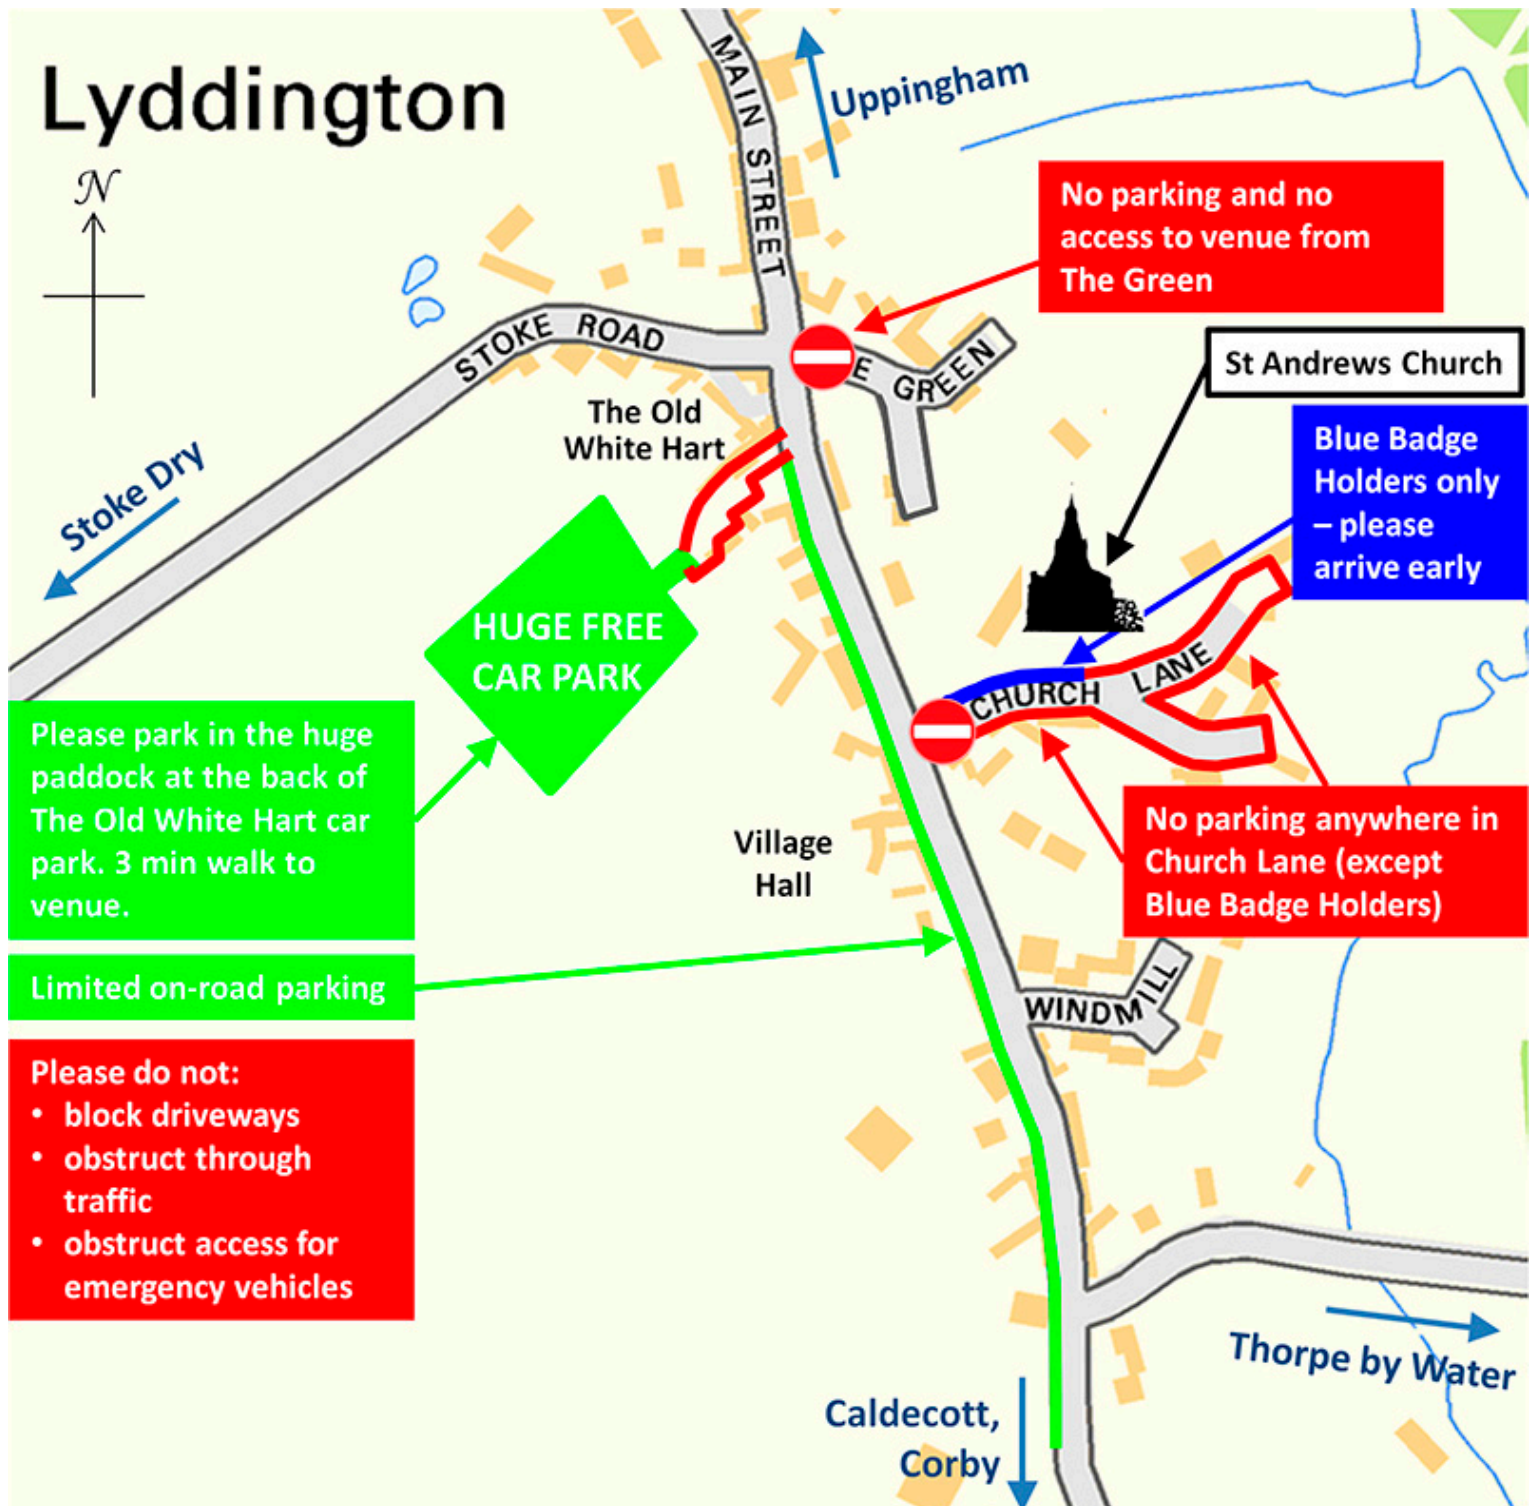 Lyddington
N
MAIN STREET
Uppingham
No parking and no
access to venue from
The Green
STOKE ROAD
E GREEN
St Andrews Church
The Old
White Hart
Blue Badge
Holders only
– please
arrive early
Stoke Dry
HUGE FREE
CAR PARK
CHURCH LANE
Please park in the huge
paddock at the back of
The Old White Hart car
park. 3 min walk to
venue.
Village
Hall
No parking anywhere in
Church Lane (except
Blue Badge Holders)
Limited on-road parking
WINDMILL
Please do not:
• block driveways
• obstruct through
traffic
• obstruct access for
emergency vehicles
Thorpe by Water
Caldecott,
Corby